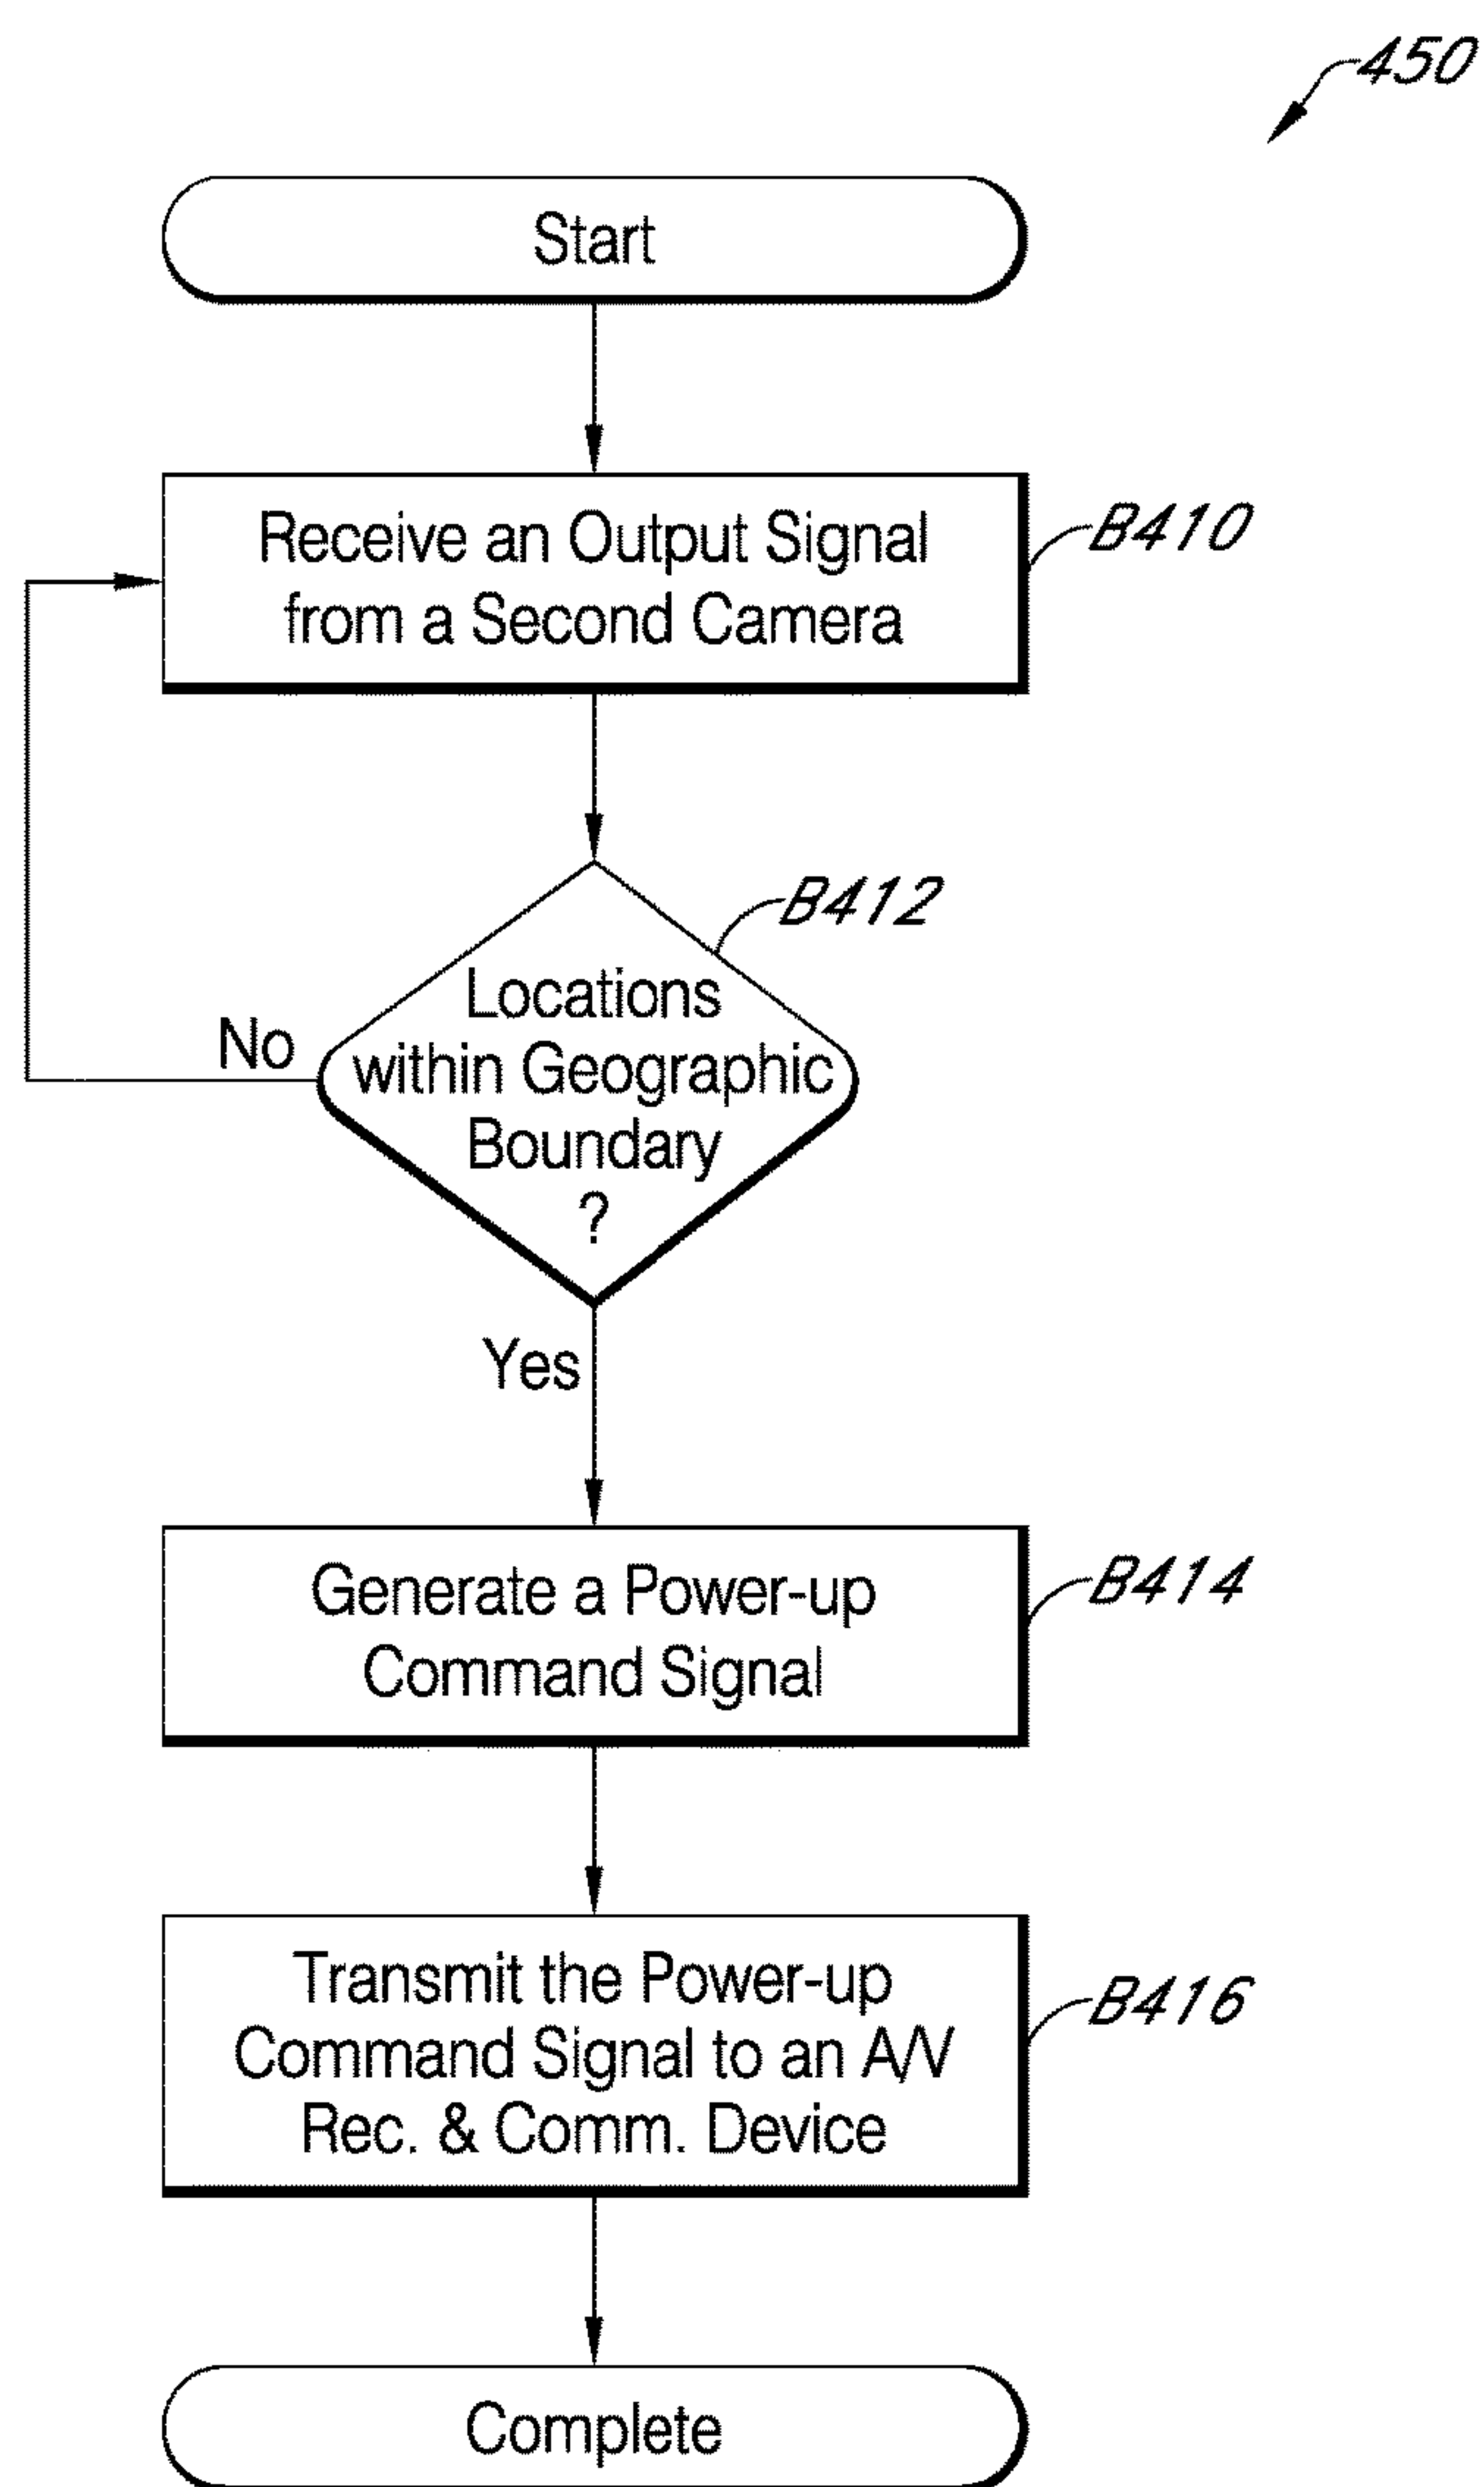 450
Start
Receive an Output Signal
from a Second Camera
B410
B412
Locations
within Geographic
Boundary
?
No
Yes
Generate a Power-up
Command Signal
B414
Transmit the Power-up
Command Signal to an A/V
Rec. & Comm. Device
B416
Complete